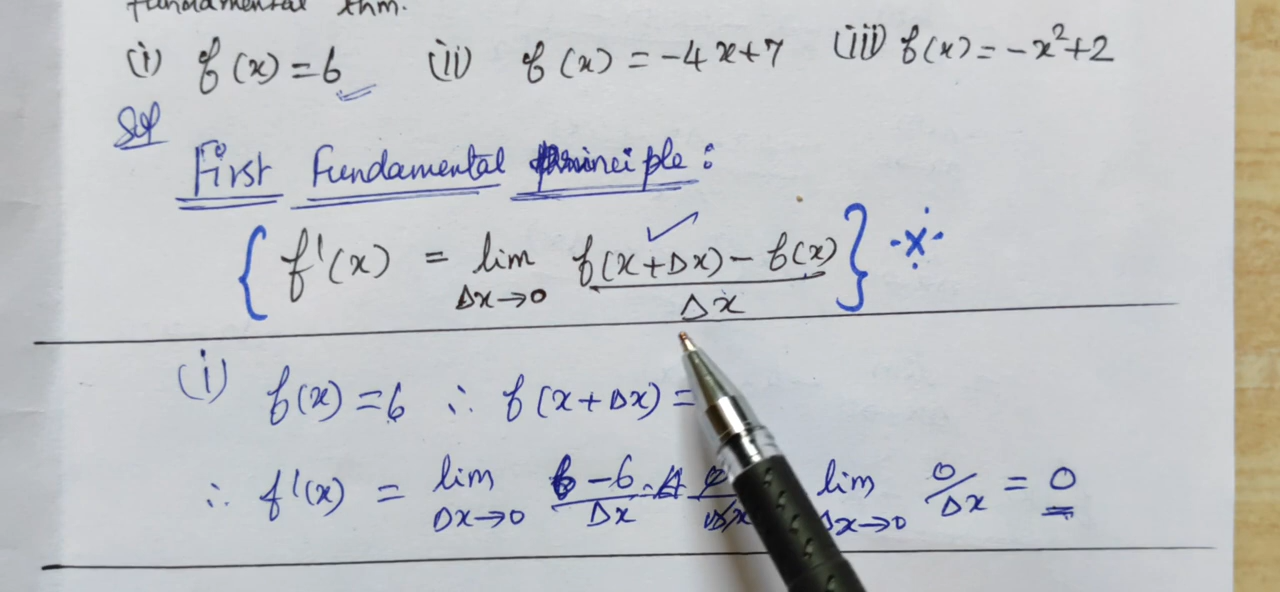 fundamental thm.
(i) f(x) = 6 (ii) f(x) = -4x+7 (iii) f(x) = -x²+2
Sol
First Fundamental principle:
{ f'(x) = lim Δx→0 f(x+Δx) - f(x) / Δx }
(i) f(x) = 6 ∴ f(x+Δx) =
∴ f'(x) = lim Δx→0 6-6 / Δx lim Δx→0 0/Δx = 0